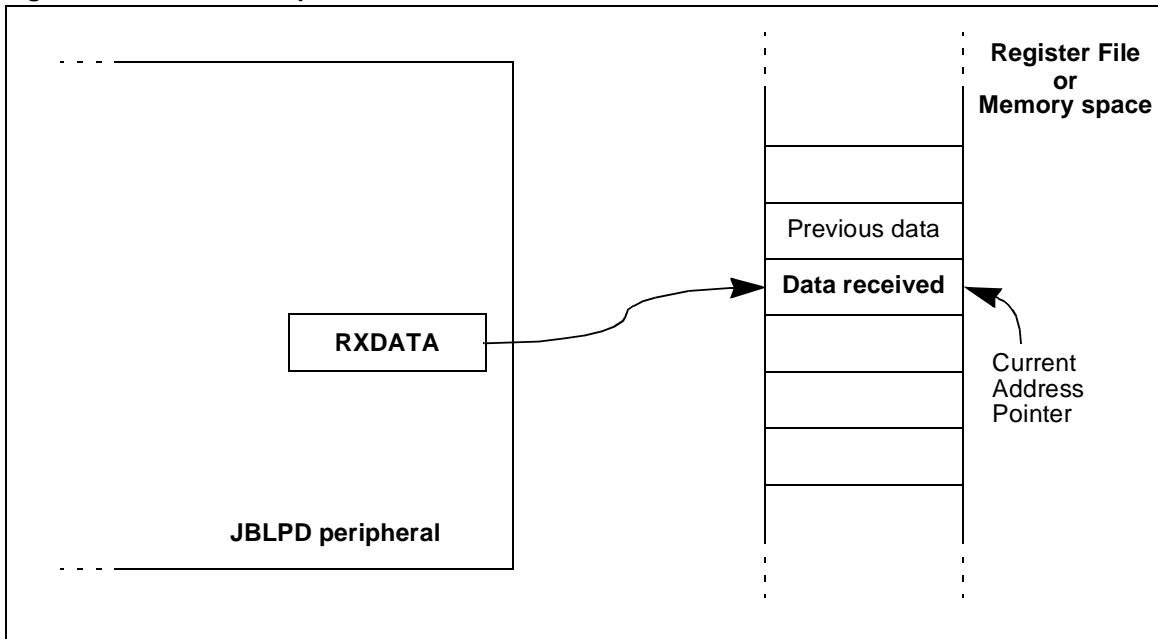 Register File
or
Memory space
Previous data
Data received
RXDATA
Current
Address
Pointer
JBLPD peripheral